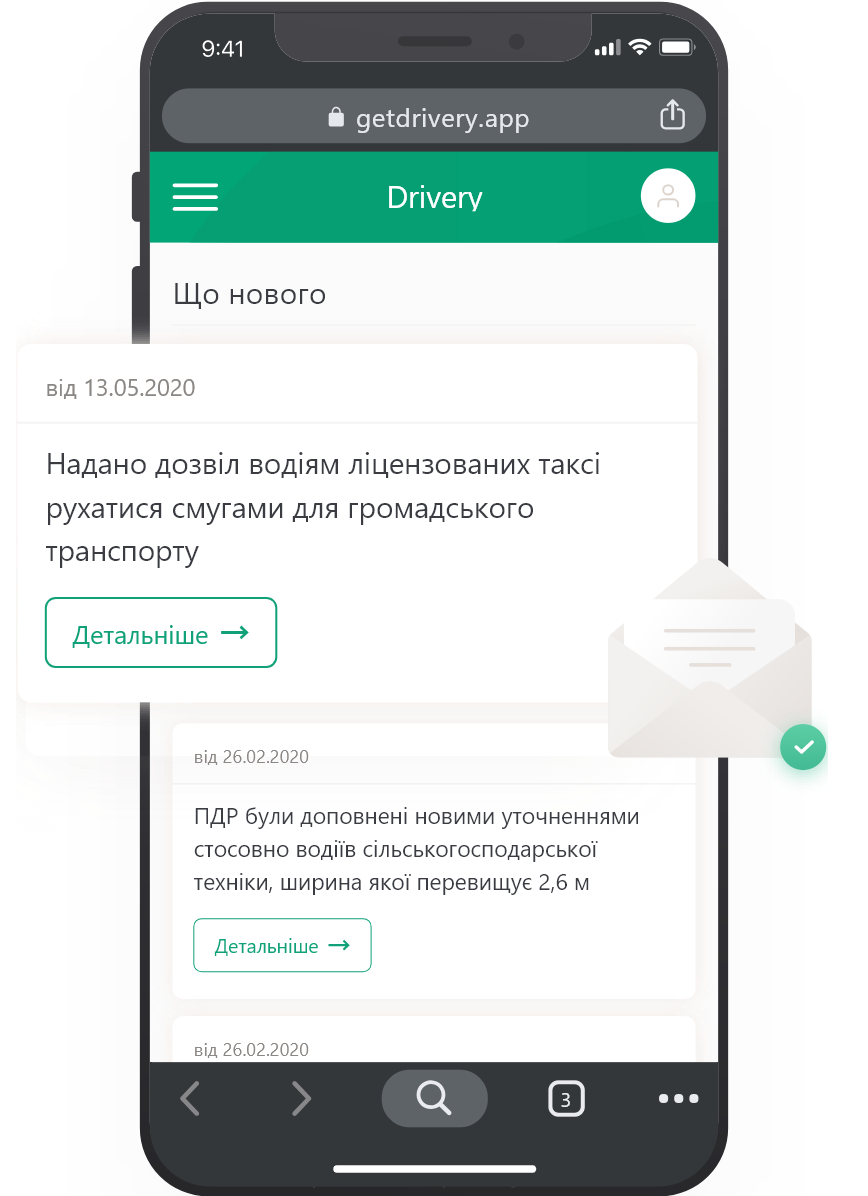 9:41
getdrivery.app
Drivery
Що нового
від 13.05.2020
Надано дозвіл водіям ліцензованих таксі
рухатися смугами для громадського
транспорту
Детальніше →
від 26.02.2020
ПДР були доповнені новими уточненнями
стосовно водіїв сільськогосподарської
техніки, ширина якої перевищує 2,6 м
Детальніше →
від 26.02.2020
3